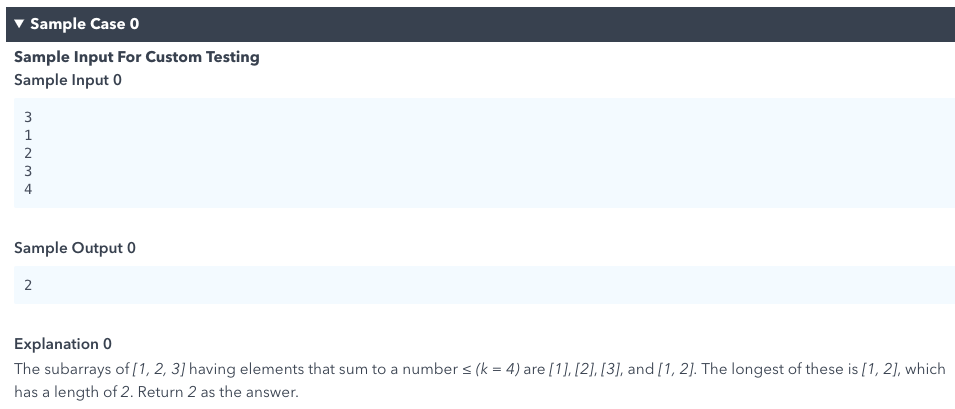 ▼ Sample Case 0
Sample Input For Custom Testing
Sample Input 0
3
1
2
3
4
Sample Output 0
2
Explanation 0
The subarrays of [1, 2, 3] having elements that sum to a number ≤ (k = 4) are [1], [2], [3], and [1, 2]. The longest of these is [1, 2], which
has a length of 2. Return 2 as the answer.